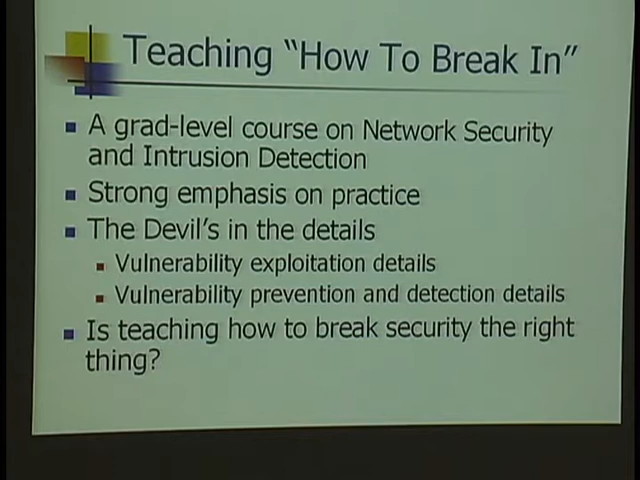 Teaching “How To Break In”
A grad-level course on Network Security
and Intrusion Detection
Strong emphasis on practice
The Devil’s in the details
Vulnerability exploitation details
Vulnerability prevention and detection details
Is teaching how to break security the right
thing?